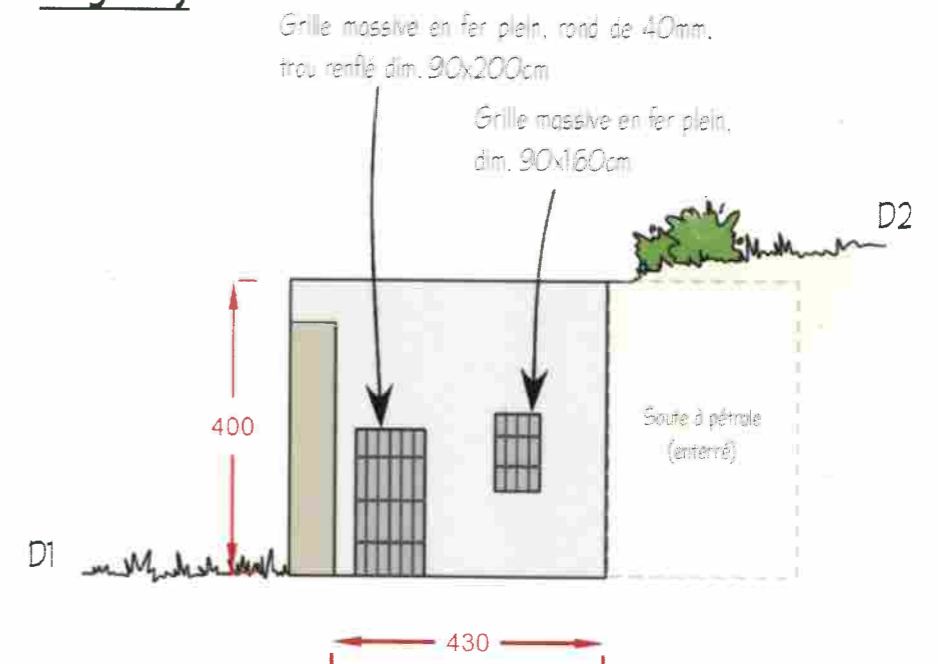 Grille massive en fer plein, rond de 40mm,
trou renflé dim. 90x200cm
Grille massive en fer plein,
dim. 90x160cm
D2
400
Soute à pétrole
(enterré)
D1
430